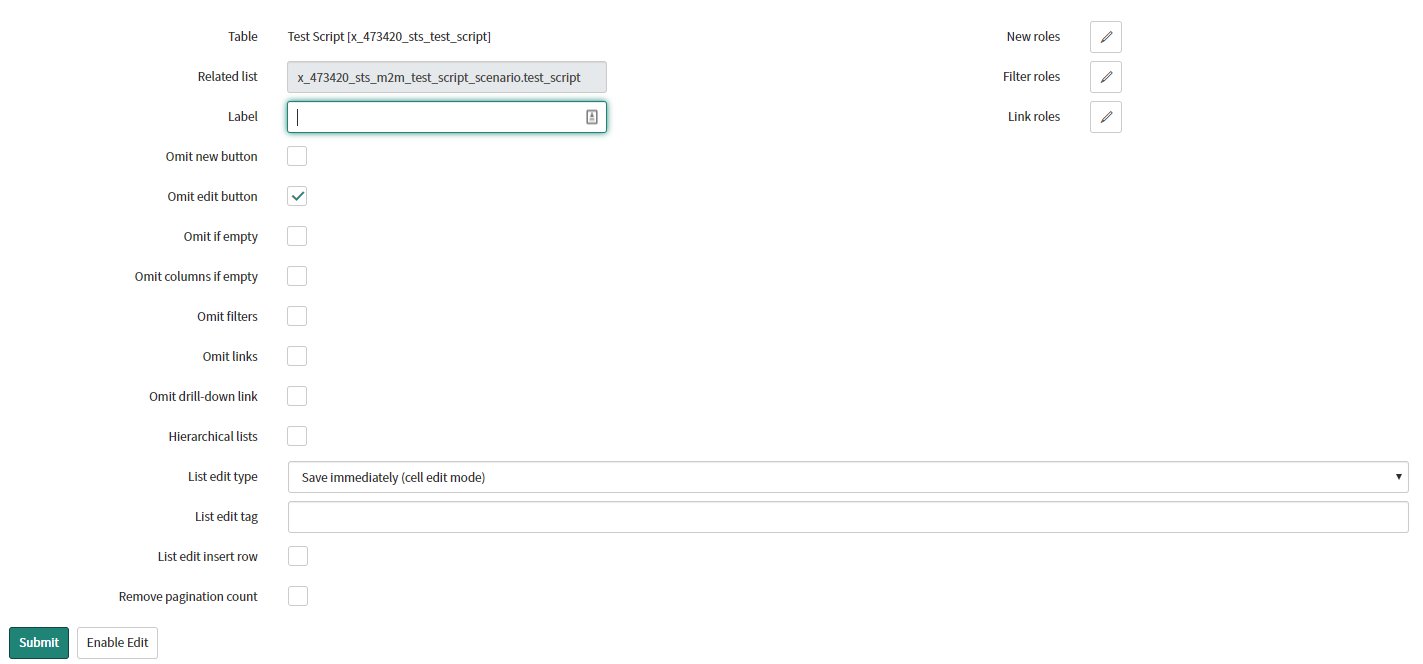 Table Test Script [x_473420_sts_test_script] New roles
Related list x_473420_sts_m2m_test_script_scenario.test_script Filter roles
Label Link roles
Omit new button
Omit edit button
Omit if empty
Omit columns if empty
Omit filters
Omit links
Omit drill-down link
Hierarchical lists
List edit type Save immediately (cell edit mode)
List edit tag
List edit insert row
Remove pagination count
Submit Enable Edit